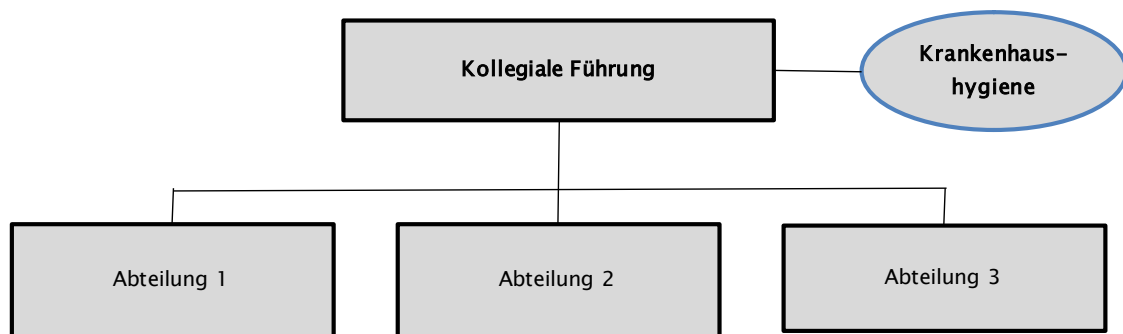 Kollegiale Führung
Krankenhaus-
hygiene
Abteilung 1
Abteilung 2
Abteilung 3